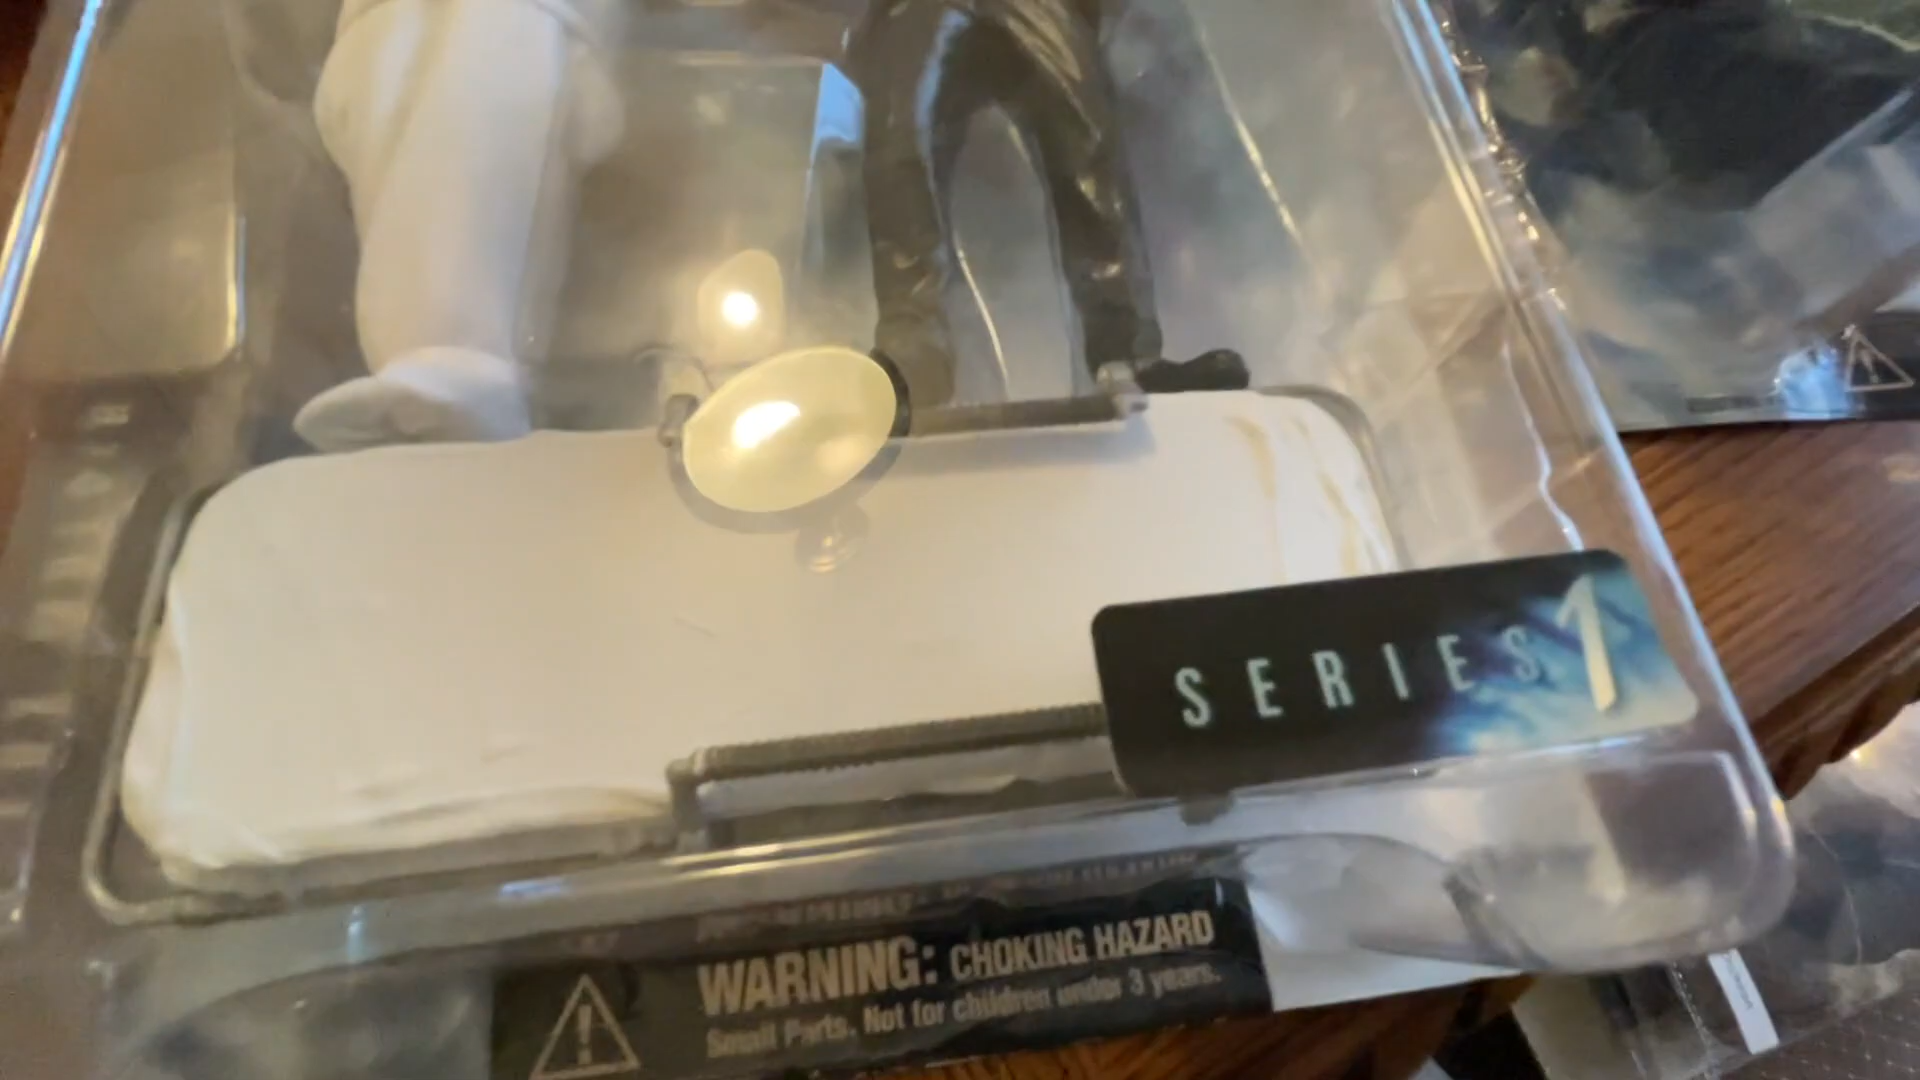 SERIES 1
WARNING: CHOKING HAZARD
Small Parts. Not for children under 3 years.